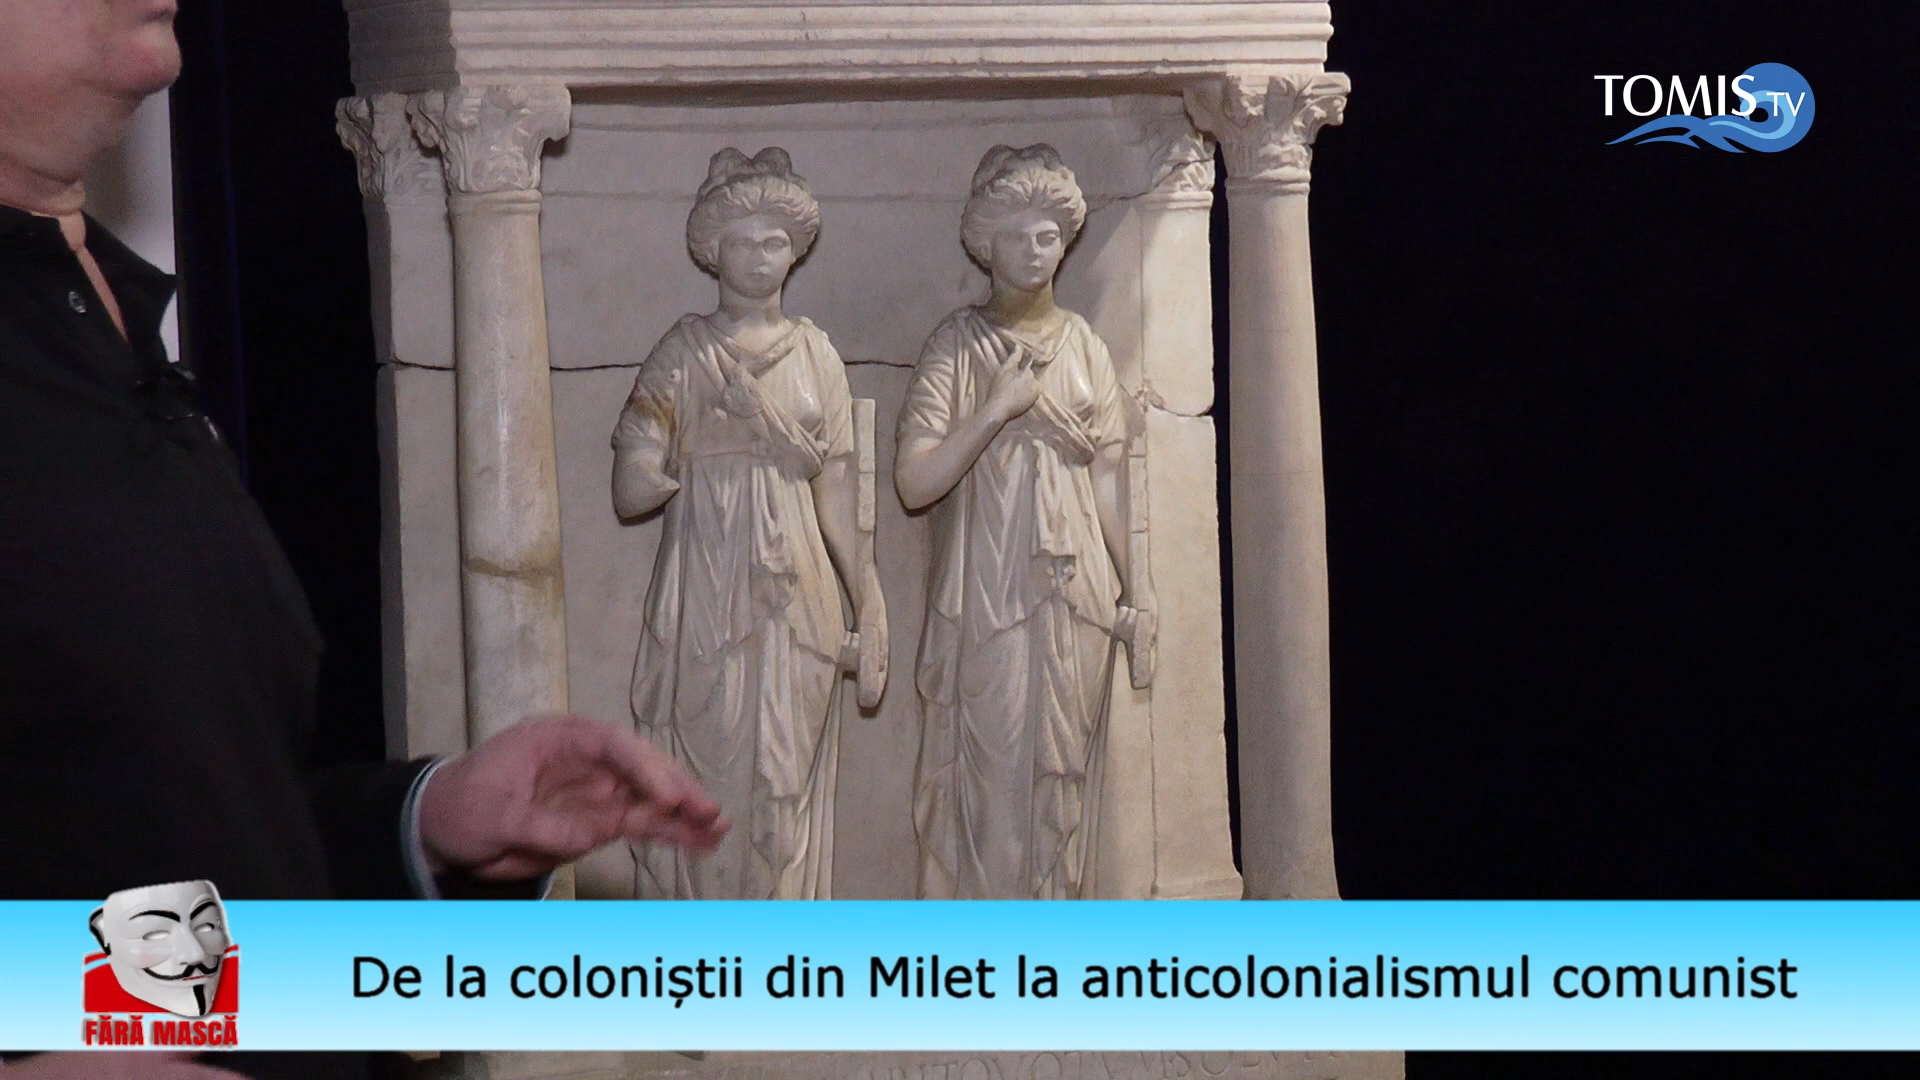 TOMIS TV
De la coloniștii din Milet la anticolonialismul comunist
FĂRĂ MASCĂ